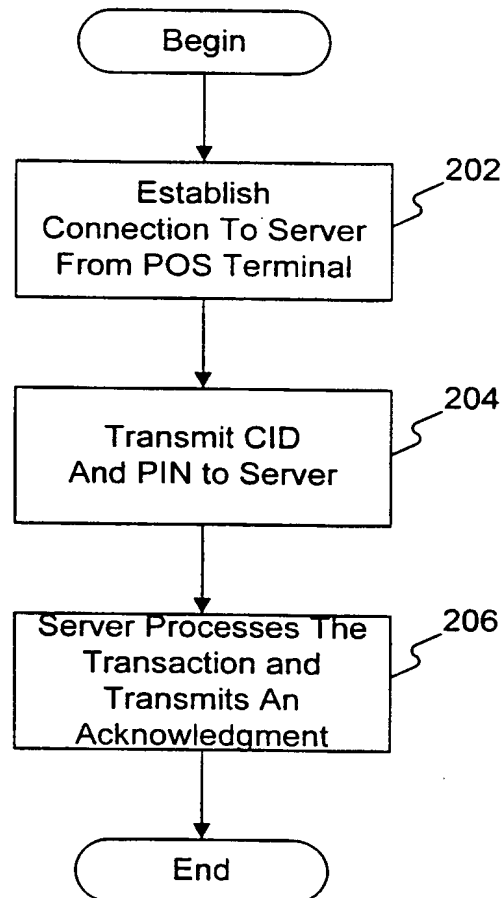 Begin
202
Establish
Connection To Server
From POS Terminal
204
Transmit CID
And PIN to Server
206
Server Processes The
Transaction and
Transmits An
Acknowledgment
End